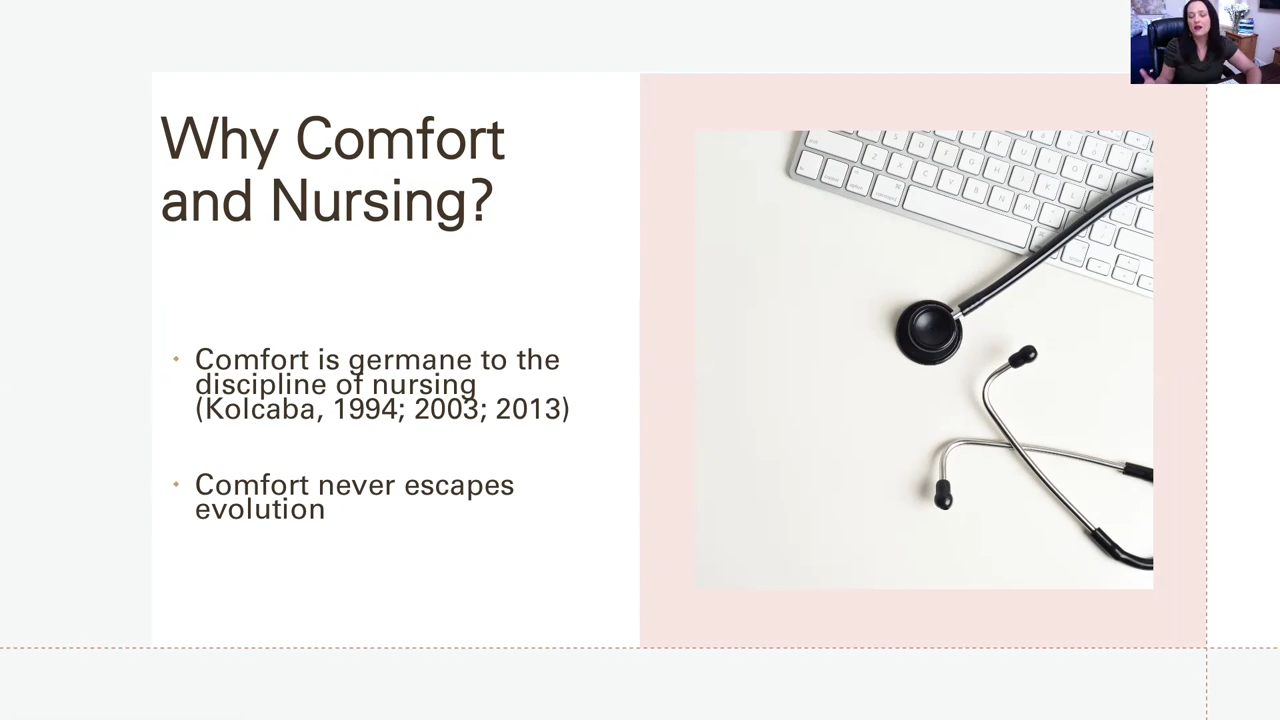 Why Comfort
and Nursing?
Comfort is germane to the
discipline of nursing
(Kolcaba, 1994; 2003; 2013)
Comfort never escapes
evolution